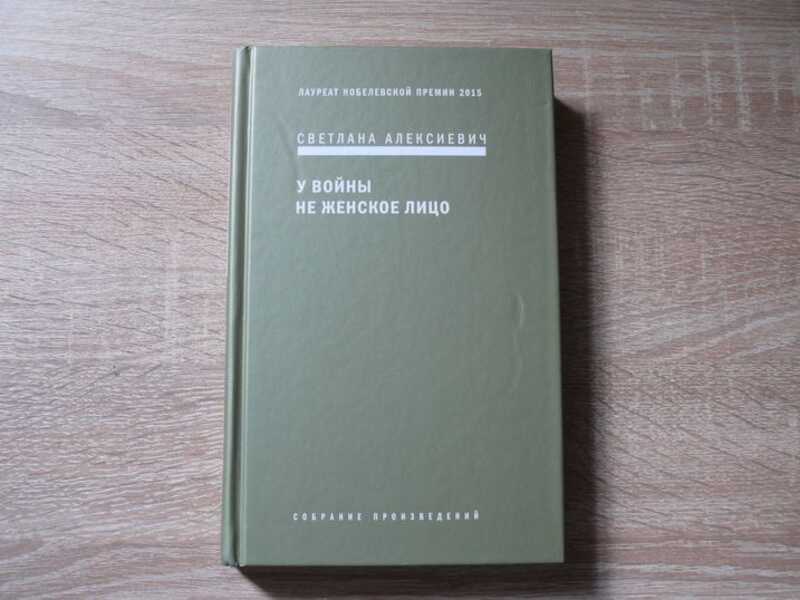 ЛАУРЕАТ НОБЕЛЕВСКОЙ ПРЕМИИ 2015
СВЕТЛАНА АЛЕКСИЕВИЧ
У ВОЙНЫ
НЕ ЖЕНСКОЕ ЛИЦО
СОБРАНИЕ ПРОИЗВЕДЕНИЙ